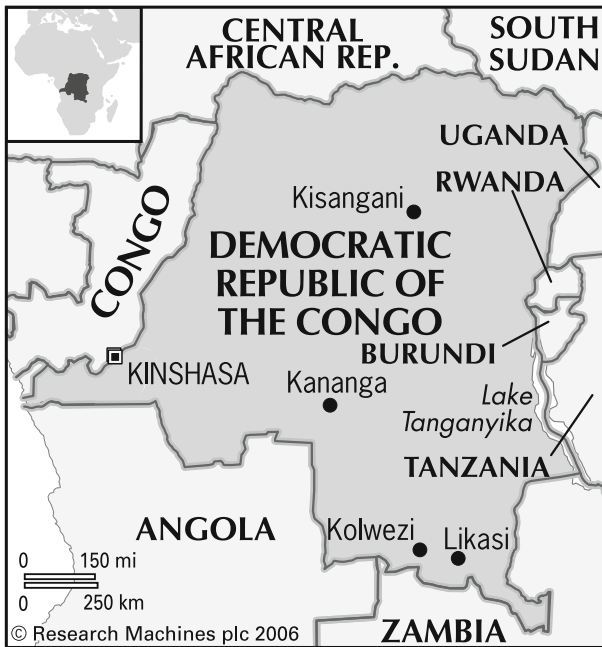 CENTRAL
AFRICAN REP.
SOUTH
SUDAN
UGANDA
RWANDA
CONGO
Kisangani
DEMOCRATIC
REPUBLIC OF
THE CONGO
BURUNDI
KINSHASA
Kananga
Lake
Tanganyika
TANZANIA
ANGOLA
Kolwezi
Likasi
0 150 mi
0 250 km
ZAMBIA
© Research Machines plc 2006